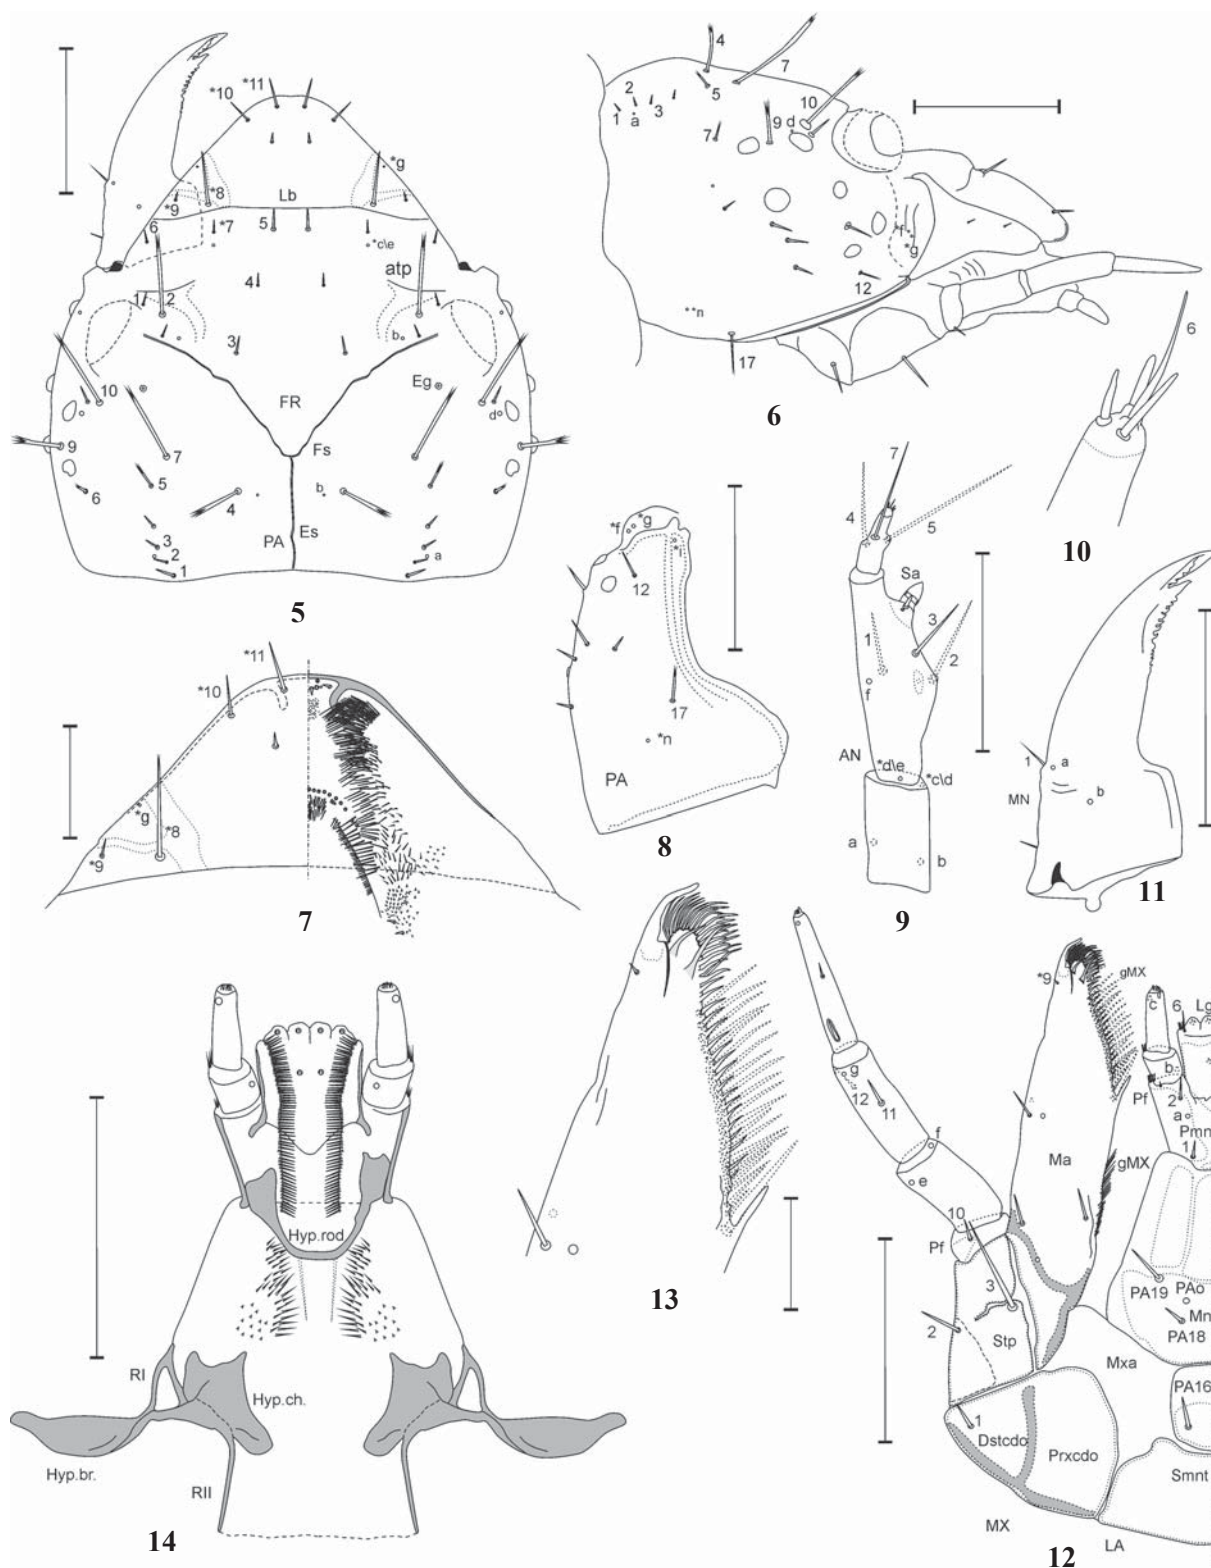 *11
*10
*g
*8
Lb
*9
6
*7
5
*c\e
atp
4
1
2
3
b
10
Eg
FR
d
9
7
Fs
5
6
b
4
3
PA
Es
2
a
1
5
4
7
2
5
10
1
a
3
7
9
d
*f
*g
12
**n
17
6
6
10
*11
*10
*g
*8
*9
7
*f
*g
*i
12
17
*n
PA
8
7
4
5
Sa
3
1
2
f
AN
*d\e
*c\d
a
b
9
1
a
MN
b
11
13
*9
gMX
c
6
Lg
b
Pf
2
a
Pmn
1
gMX
Ma
g
12
11
f
e
10
Pf
3
PA19
PAo
Mn
PA18
2
Stp
Mxa
PA16
1
Dstcdo
Prxcdo
Smnt
MX
LA
12
Hyp.rod
RI
Hyp.ch.
Hyp.br.
RII
14